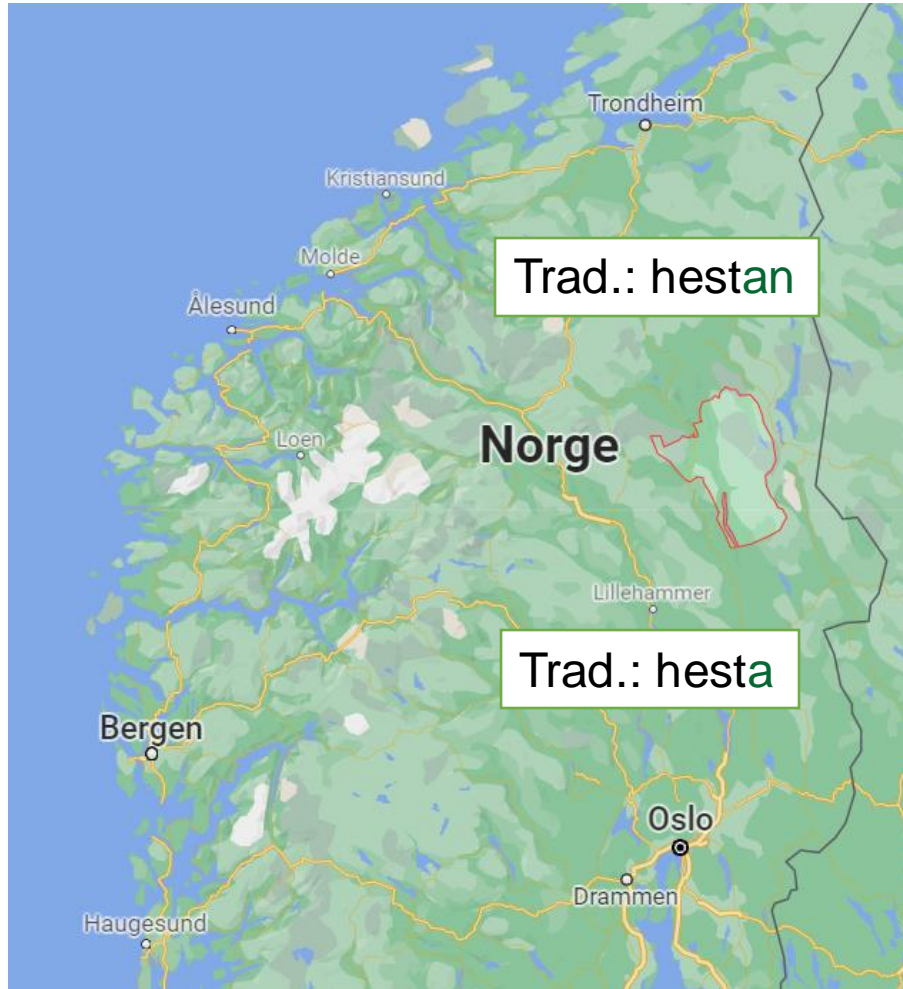 Trondheim
Kristiansund
Trad.: hestan
Molde
Ålesund
Norge
Loen
Lillehammer
Trad.: hesta
Bergen
Oslo
Drammen
Haugesund